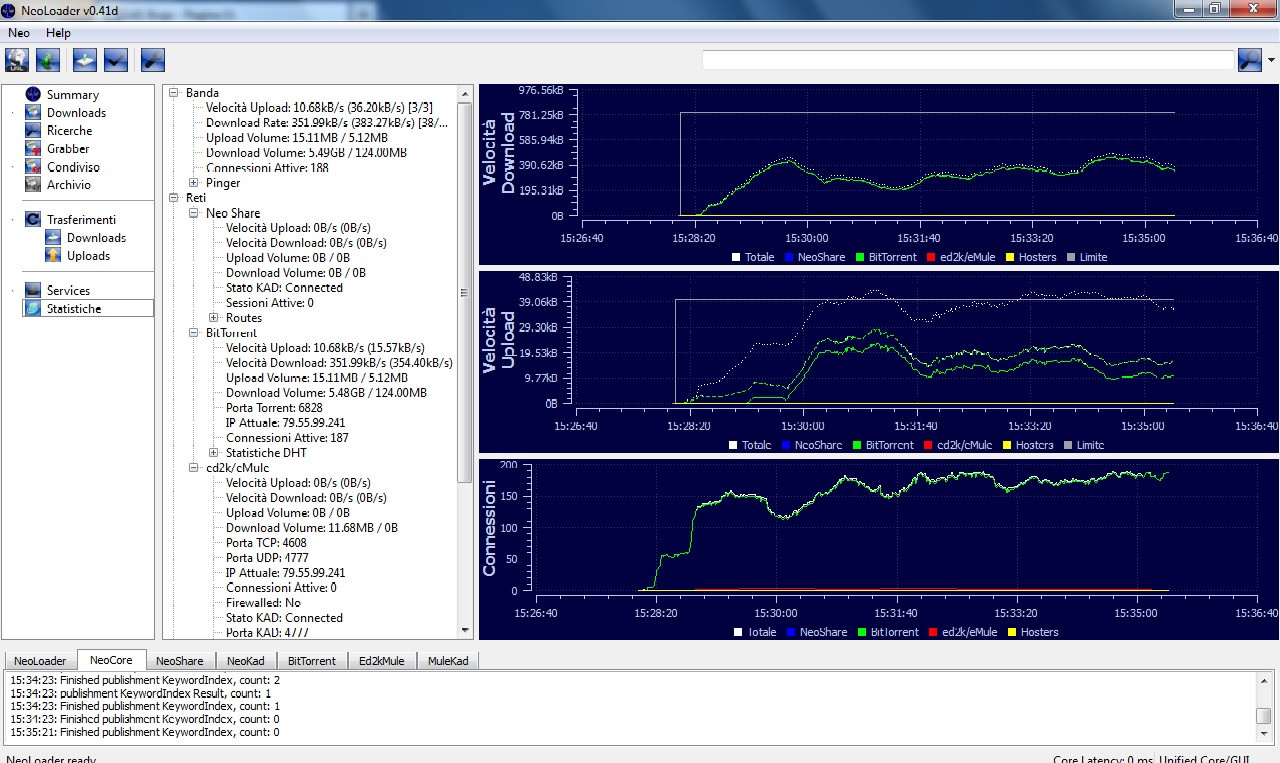 NeoLoader v0.41d
Neo Help
URL
Summary
Downloads
Ricerche
Grabber
Condiviso
Archivio
Trasferimenti
Downloads
Uploads
Services
Statistiche
Banda
Velocità Upload: 10.68kB/s (36.20kB/s) [3/3]
Download Rate: 351.99kB/s (383.27kB/s) [38/...
Upload Volume: 15.11MB / 5.12MB
Download Volume: 5.49GB / 124.00MB
Connessioni Attive: 188
Pinger
Reti
Neo Share
Velocità Upload: 0B/s (0B/s)
Velocità Download: 0B/s (0B/s)
Upload Volume: 0B / 0B
Download Volume: 0B / 0B
Stato KAD: Connected
Sessioni Attive: 0
Routes
BitTorrent
Velocità Upload: 10.68kB/s (15.57kB/s)
Velocità Download: 351.99kB/s (354.40kB/s)
Upload Volume: 15.11MB / 5.12MB
Download Volume: 5.48GB / 124.00MB
Porta Torrent: 6828
IP Attuale: 79.55.99.241
Connessioni Attive: 187
Statistiche DHT
ed2k/eMule
Velocità Upload: 0B/s (0B/s)
Velocità Download: 0B/s (0B/s)
Upload Volume: 0B / 0B
Download Volume: 11.68MB / 0B
Porta TCP: 4608
Porta UDP: 4777
IP Attuale: 79.55.99.241
Connessioni Attive: 0
Firewalled: No
Stato KAD: Connected
Porta KAD: 4777
Velocità
Download
976.56kB
781.25kB
585.94kB
390.62kB
195.31kB
0B
15:26:40 15:28:20 15:30:00 15:31:40 15:33:20 15:35:00 15:36:40
Totale NeoShare BitTorrent ed2k/eMule Hosters Limite
Velocità
Upload
48.83kB
39.06kB
29.30kB
19.53kB
9.77kB
0B
15:26:40 15:28:20 15:30:00 15:31:40 15:33:20 15:35:00 15:36:40
Totale NeoShare BitTorrent ed2k/eMule Hosters Limite
Connessioni
200
150
100
50
0
15:26:40 15:28:20 15:30:00 15:31:40 15:33:20 15:35:00 15:36:40
Totale NeoShare BitTorrent ed2k/eMule Hosters
NeoLoader NeoCore NeoShare NeoKad BitTorrent Ed2kMule MuleKad
15:34:23: Finished publishment KeywordIndex, count: 2
15:34:23: publishment KeywordIndex Result, count: 1
15:34:23: Finished publishment KeywordIndex, count: 1
15:34:23: Finished publishment KeywordIndex, count: 0
15:35:21: Finished publishment KeywordIndex, count: 0
NeoLoader ready Core Latency: 0 ms Unified Core/GUI